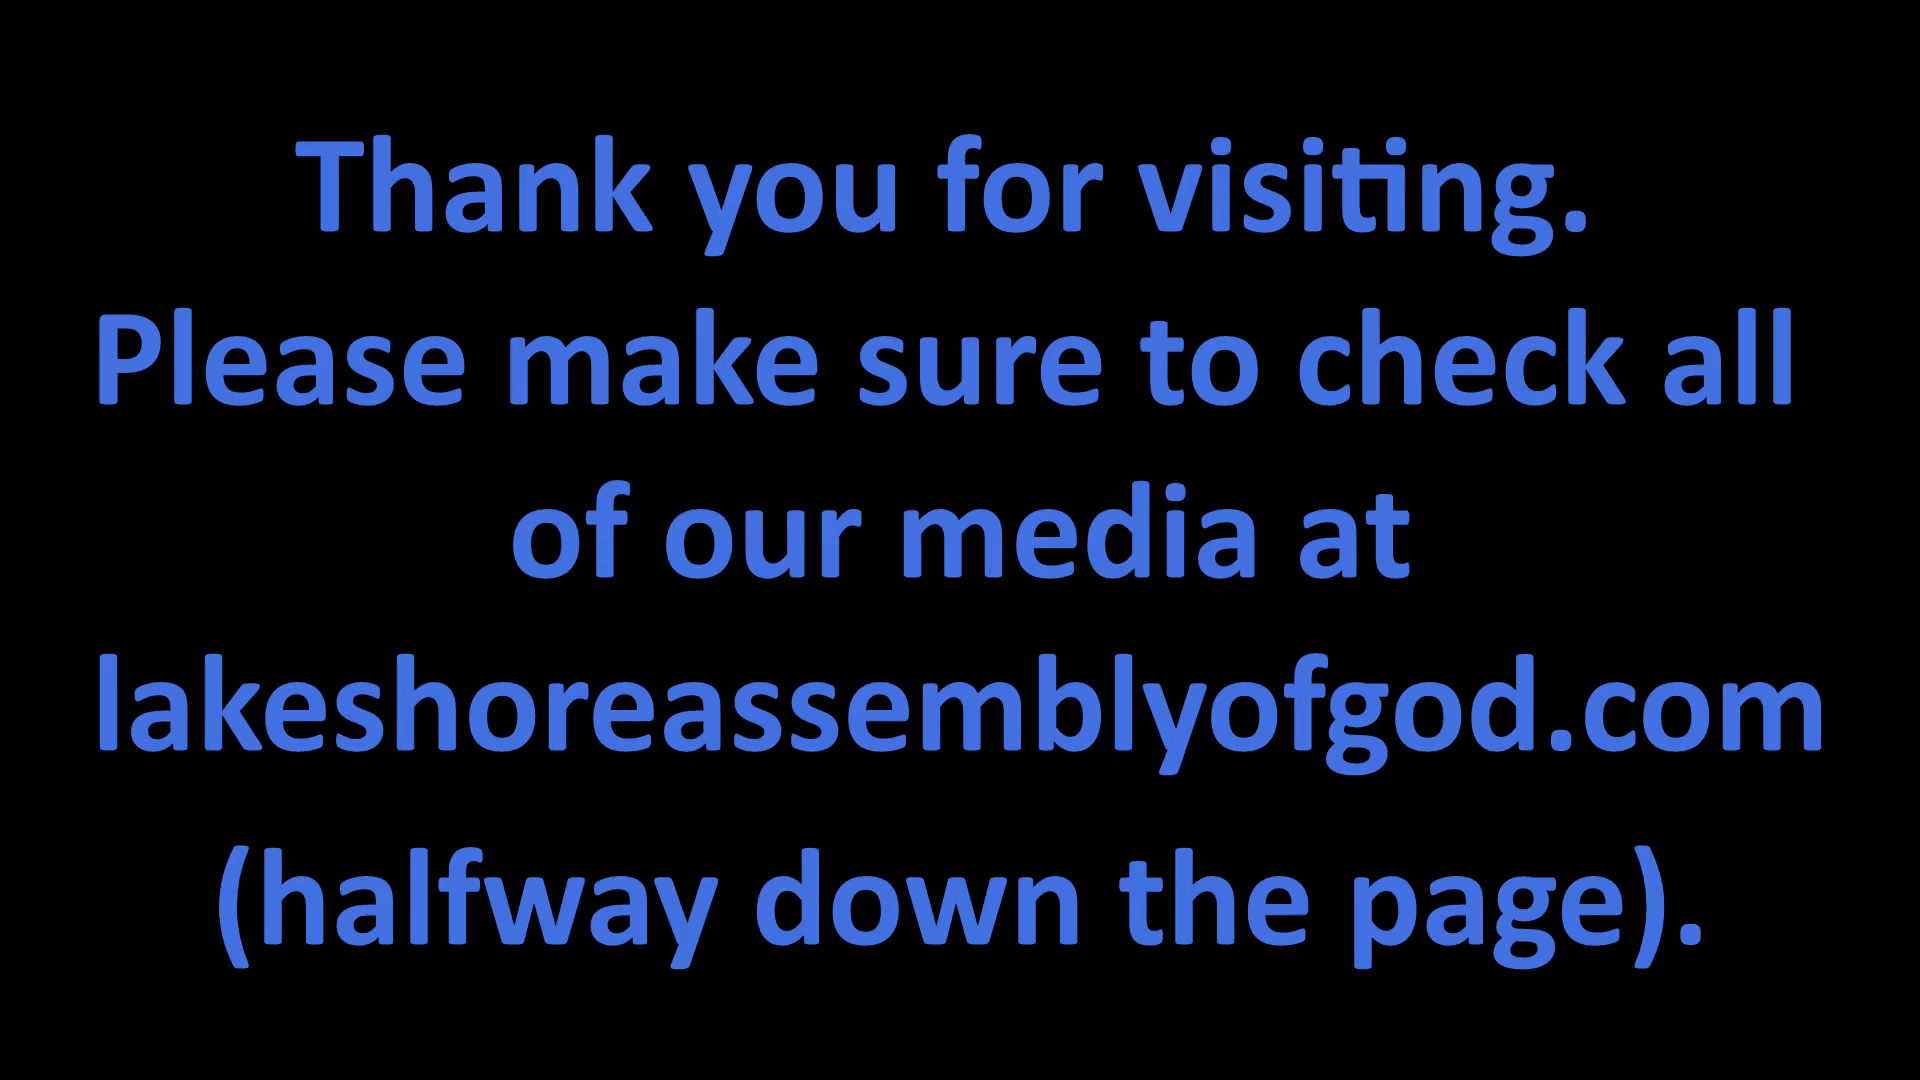 Thank you for visiting.
Please make sure to check all
of our media at
lakeshoreassemblyofgod.com
(halfway down the page).